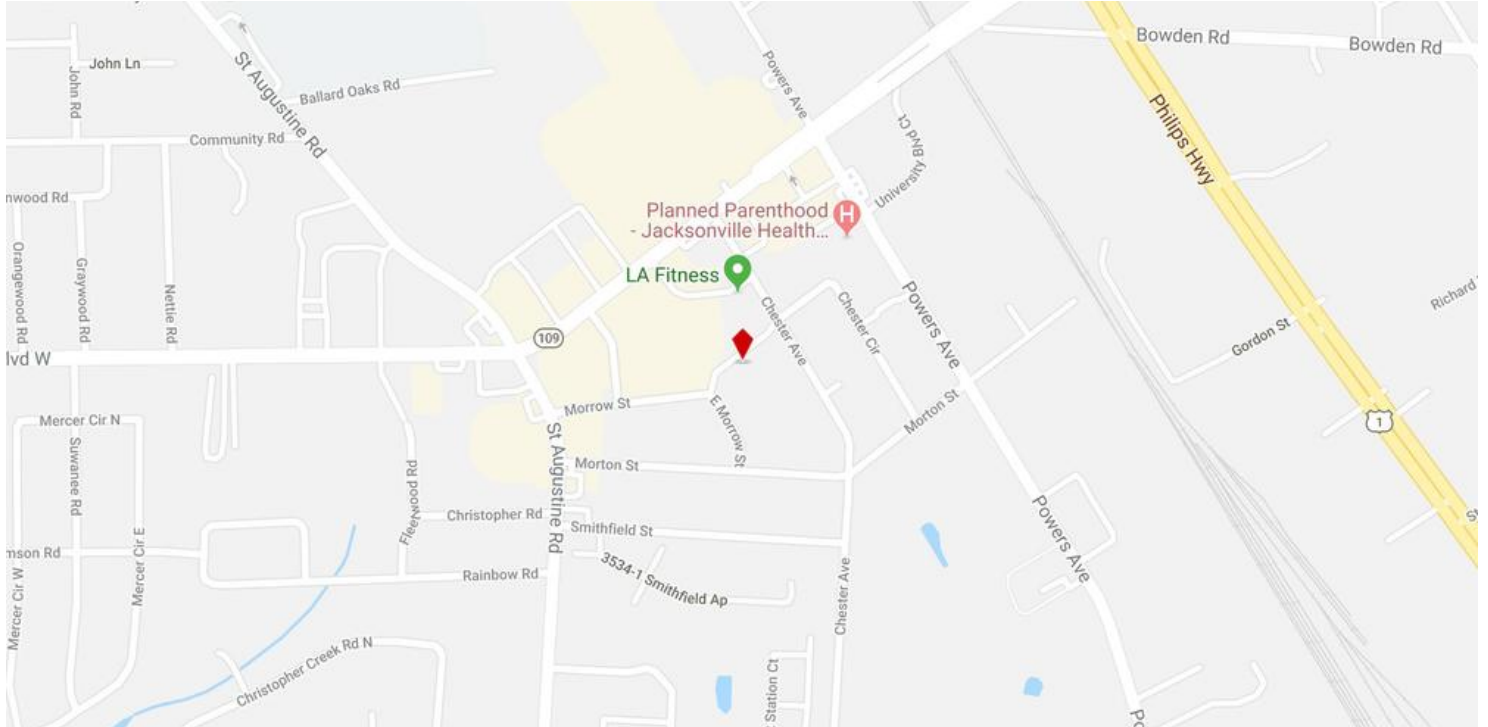 Bowden Rd
Bowden Rd
John Ln
John Rd
St Augustine Rd
Powers Ave
Ballard Oaks Rd
Philips Hwy
University Blvd Ct
Community Rd
nwood Rd
Planned Parenthood
- Jacksonville Health...
H
LA Fitness
Orangewood Rd
Graywood Rd
Nettie Rd
Chester Ave
Chester Cir
Powers Ave
Richard
Gordon St
109
lvd W
Morrow St
E Morrow St
Morton St
1
Mercer Cir N
Suwanee Rd
St Augustine Rd
Morton St
Fleetwood Rd
Christopher Rd
Smithfield St
Powers Ave
S
mson Rd
Mercer Cir E
Mercer Cir W
Rainbow Rd
3534-1 Smithfield Ap
Chester Ave
Christopher Creek Rd N
Station Ct
Po